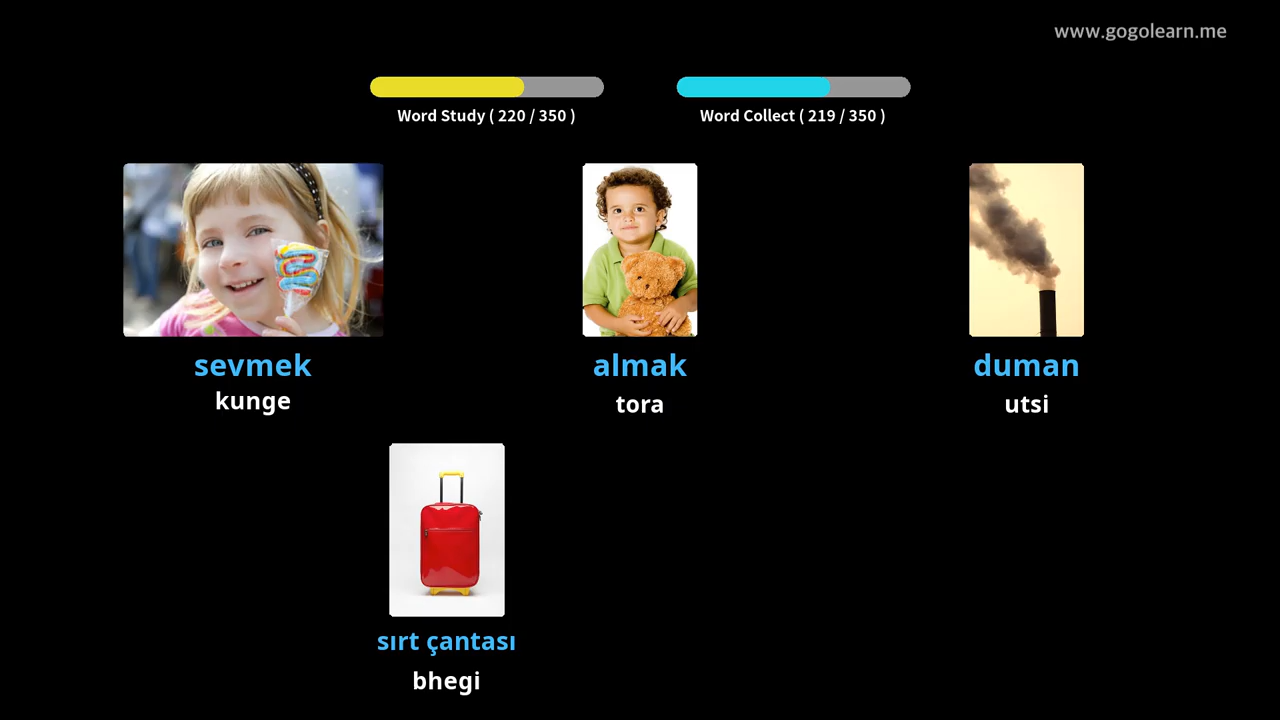 www.gogolearn.me
Word Study ( 220 / 350 )
Word Collect ( 219 / 350 )
sevmek
kunge
almak
tora
duman
utsi
sırt çantası
bhegi